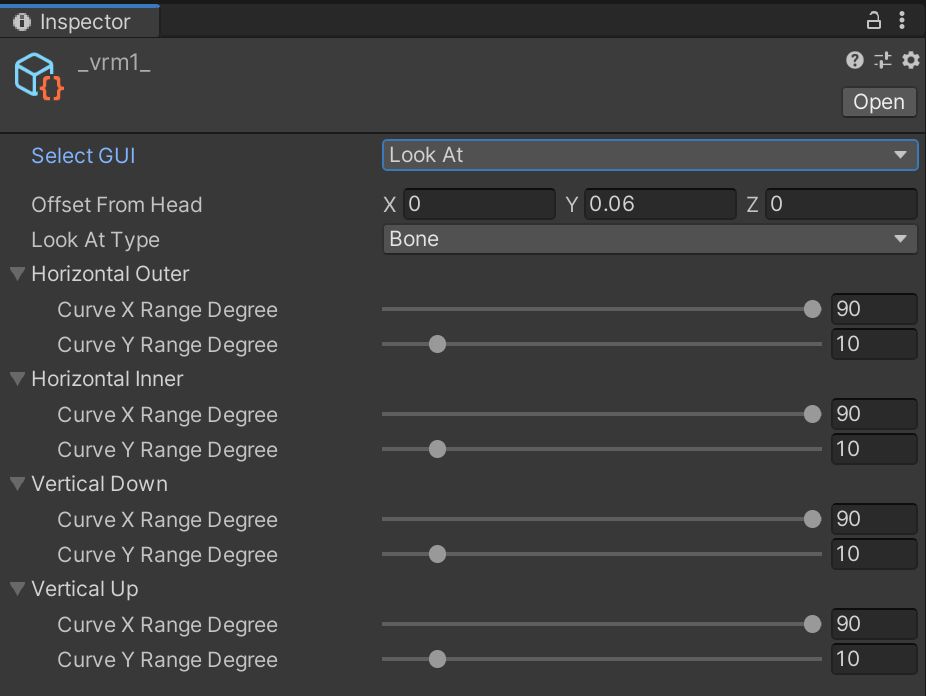 Inspector
_vrm1_
Open
Select GUI Look At
Offset From Head X 0 Y 0.06 Z 0
Look At Type Bone
Horizontal Outer
Curve X Range Degree 90
Curve Y Range Degree 10
Horizontal Inner
Curve X Range Degree 90
Curve Y Range Degree 10
Vertical Down
Curve X Range Degree 90
Curve Y Range Degree 10
Vertical Up
Curve X Range Degree 90
Curve Y Range Degree 10